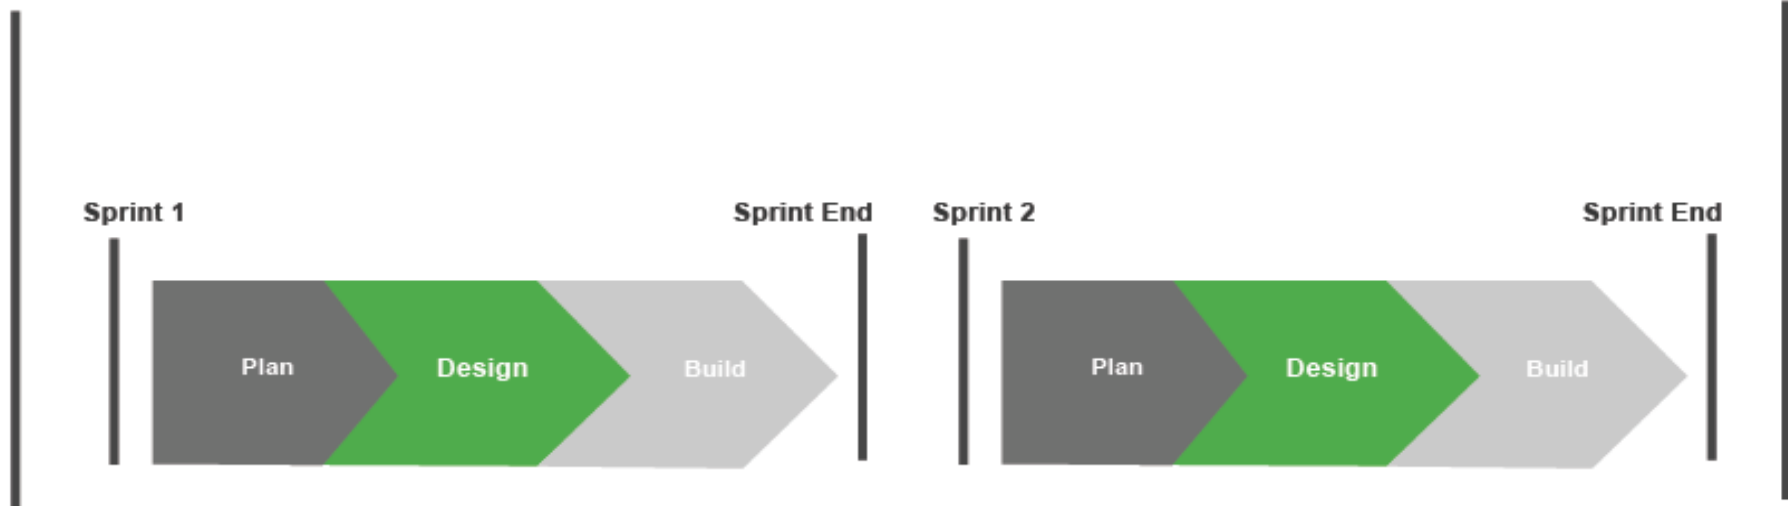 Sprint 1
Sprint End
Sprint 2
Sprint End
Plan
Design
Build
Plan
Design
Build